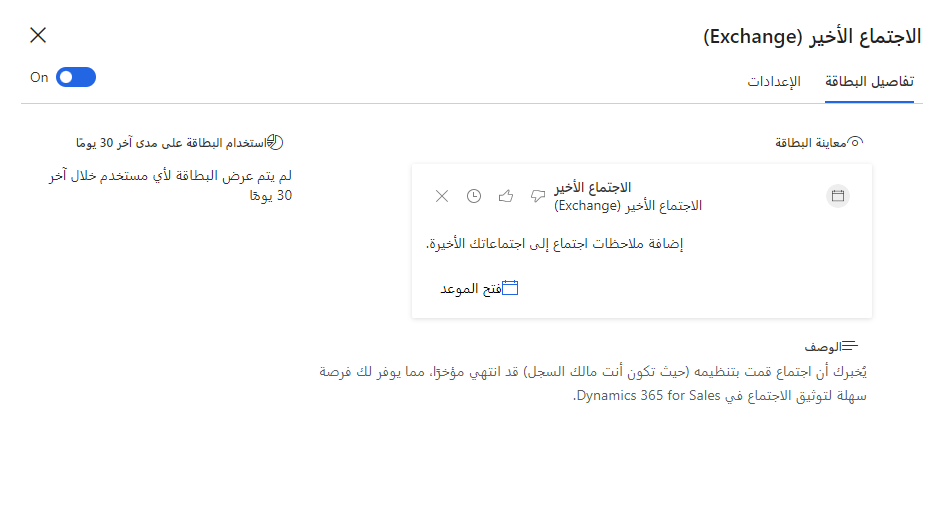 الاجتماع الأخير (Exchange)
On
تفاصيل البطاقة
الإعدادات
معاينة البطاقة
الاجتماع الأخير
الاجتماع الأخير (Exchange)
إضافة ملاحظات اجتماع إلى اجتماعاتك الأخيرة.
فتح الموعد
استخدام البطاقة على مدى آخر 30 يومًا
لم يتم عرض البطاقة لأي مستخدم خلال آخر
30 يومًا
الوصف
يُخبرك أن اجتماع قمت بتنظيمه (حيث تكون أنت مالك السجل) قد انتهي مؤخرًا، مما يوفر لك فرصة
سهلة لتوثيق الاجتماع في Dynamics 365 for Sales.